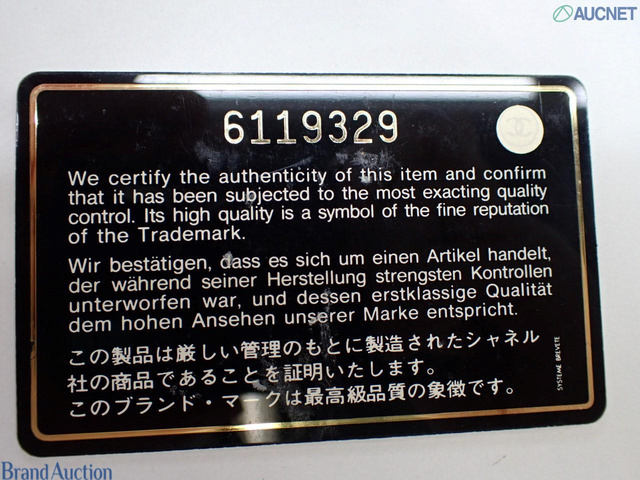 AUCNET
6119329
We certify the authenticity of this item and confirm
that it has been subjected to the most exacting quality
control. Its high quality is a symbol of the fine reputation
of the Trademark.
Wir bestätigen, dass es sich um einen Artikel handelt,
der während seiner Herstellung strengsten Kontrollen
unterworfen war, und dessen erstklassige Qualität
dem hohen Ansehen unserer Marke entspricht.
この製品は厳しい管理のもとに製造されたシャネル
社の商品であることを証明いたします。
このブランド・マークは最高級品質の象徴です。
SYSTEME BREVETE
Brand Auction